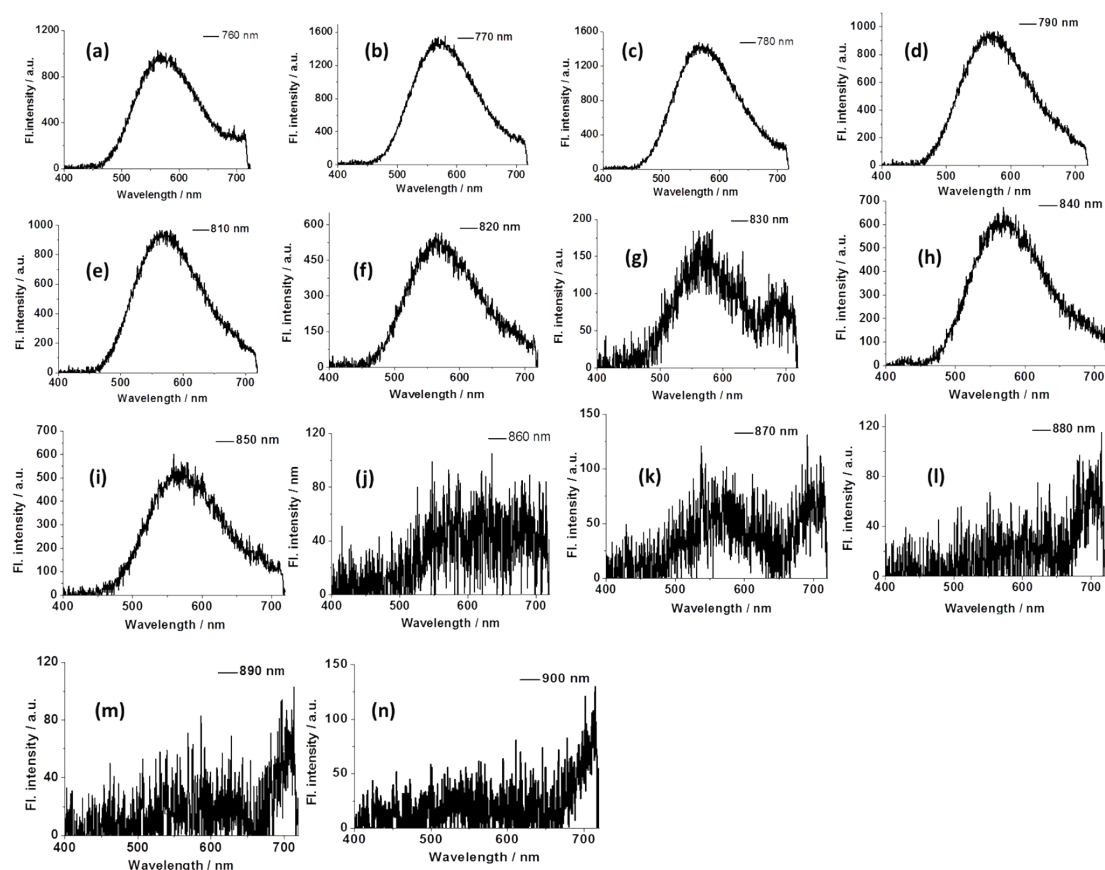 (a)
760 nm
Fl.intensity / a.u.
1200
900
600
300
0
400 500 600 700
Wavelength / nm
(b)
770 nm
Fl. intensity / a.u.
1600
1200
800
400
0
400 500 600 700
Wavelength / nm
(c)
780 nm
Fl. intensity / a.u.
1600
1200
800
400
0
400 500 600 700
Wavelength / nm
(d)
790 nm
Fl. intensity / a.u.
1000
800
600
400
200
0
400 500 600 700
Wavelength / nm
(e)
810 nm
Fl. intensity / a.u.
1000
800
600
400
200
0
400 500 600 700
Wavelength / nm
(f)
820 nm
Fl. intensity / a.u.
600
450
300
150
0
400 500 600 700
Wavelength / nm
(g)
830 nm
Fl. intensity / a.u.
200
150
100
50
0
400 500 600 700
Wavelength / nm
(h)
840 nm
Fl. intensity / a.u.
700
600
500
400
300
200
100
0
400 500 600 700
Wavelength / nm
(i)
850 nm
Fl. intensity / a.u.
700
600
500
400
300
200
100
0
400 500 600 700
Wavelength / nm
(j)
860 nm
Fl. intensity / nm
120
80
40
0
400 500 600 700
Wavelength / nm
(k)
870 nm
Fl. intensity / a.u.
150
100
50
0
400 500 600 700
Wavelength / nm
(l)
880 nm
Fl. intensity / a.u.
120
80
40
0
400 500 600 700
Wavelength / nm
(m)
890 nm
Fl. intensity / a.u.
120
80
40
0
400 500 600 700
Wavelength / nm
(n)
900 nm
Fl. intensity / a.u.
150
100
50
0
400 500 600 700
Wavelength / nm